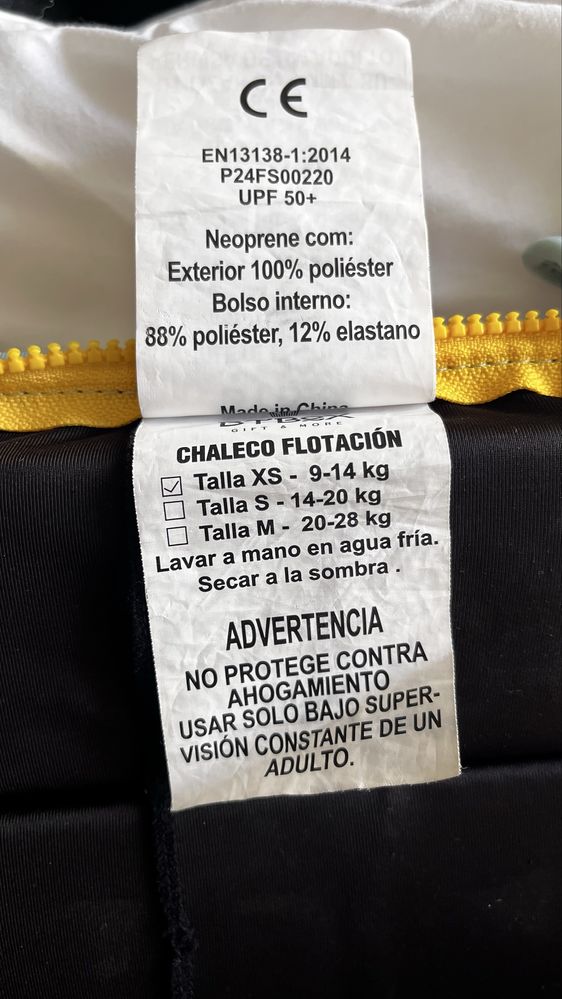 CE
EN13138-1:2014
P24FS00220
UPF 50+
Neoprene com:
Exterior 100% poliéster
Bolso interno:
88% poliéster, 12% elastano
Made in China
GIFT & MORE
CHALECO FLOTACIÓN
Talla XS - 9-14 kg
Talla S - 14-20 kg
Talla M - 20-28 kg
Lavar a mano en agua fría.
Secar a la sombra .
ADVERTENCIA
NO PROTEGE CONTRA
AHOGAMIENTO
USAR SOLO BAJO SUPER-
VISIÓN CONSTANTE DE UN
ADULTO.